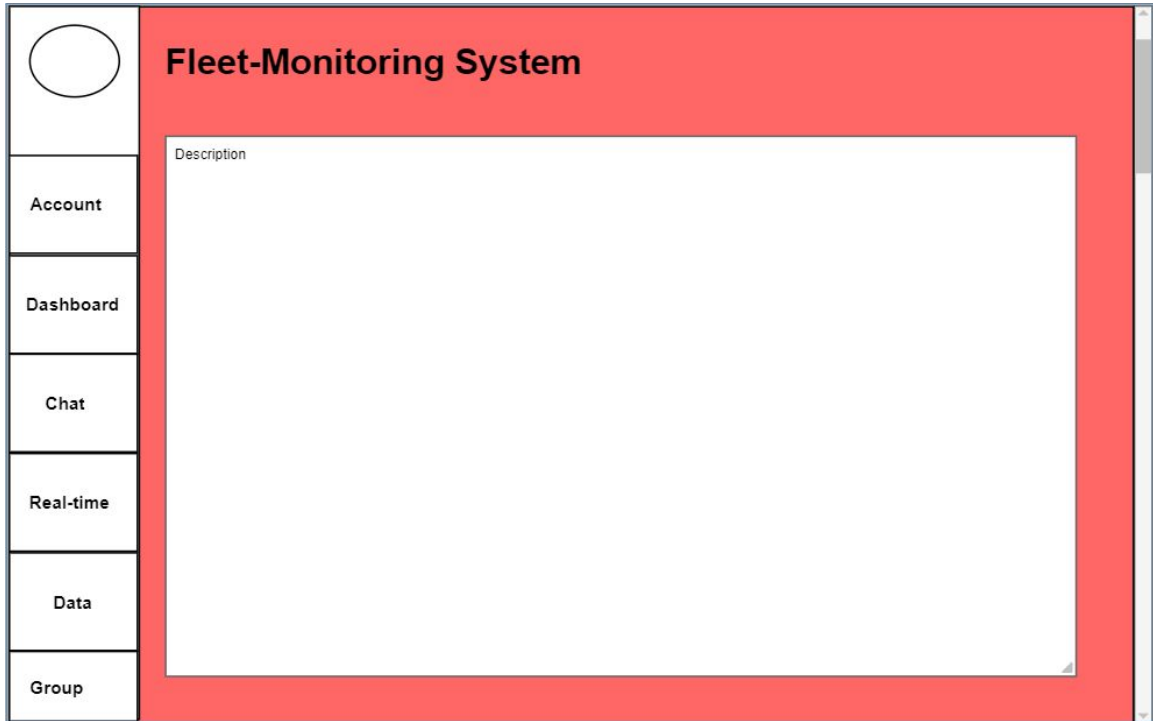 Fleet-Monitoring System
Description
Account
Dashboard
Chat
Real-time
Data
Group